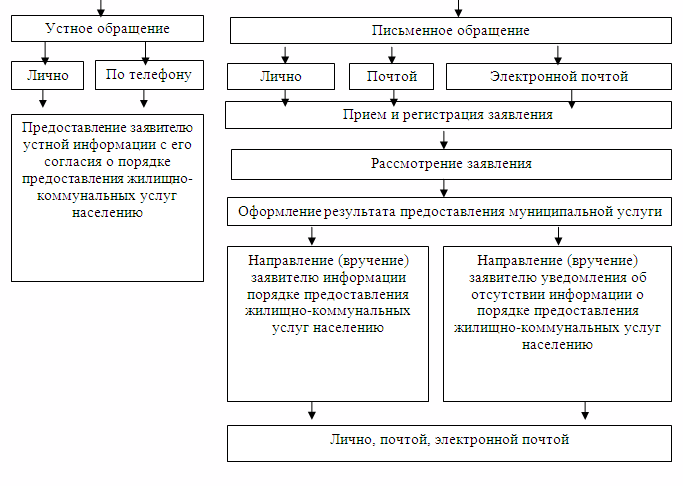 Устное обращение
Письменное обращение
Лично
По телефону
Лично
Почтой
Электронной почтой
Прием и регистрация заявления
Предоставление заявителю
устной информации с его
согласия о порядке
предоставления жилищно-
коммунальных услуг
населению
Рассмотрение заявления
Оформление результата предоставления муниципальной услуги
Направление (вручение)
заявителю информации
порядке предоставления
жилищно-коммунальных
услуг населению
Направление (вручение)
заявителю уведомления об
отсутствии информации о
порядке предоставления
жилищно-коммунальных услуг
населению
Лично, почтой, электронной почтой